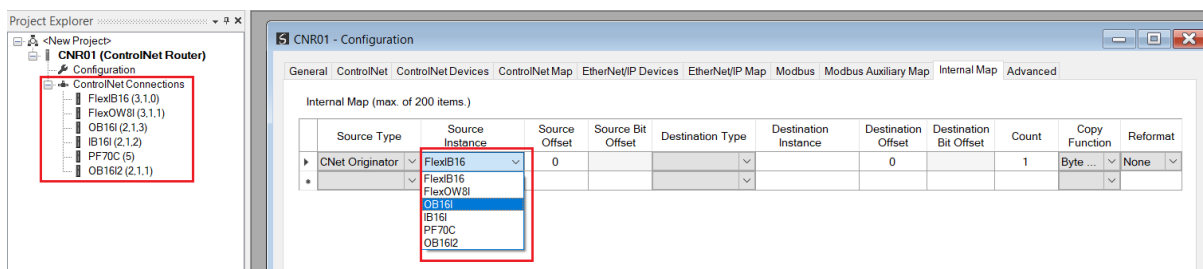 Project Explorer
<New Project>
CNR01 (ControlNet Router)
Configuration
ControlNet Connections
FlexIB16 (3,1,0)
FlexOW8I (3,1,1)
OB16I (2,1,3)
IB16I (2,1,2)
PF70C (5)
OB16I2 (2,1,1)
CNR01 - Configuration
General ControlNet ControlNet Devices ControlNet Map EtherNet/IP Devices EtherNet/IP Map Modbus Modbus Auxiliary Map Internal Map Advanced
Internal Map (max. of 200 items.)
Source Type Source Instance Source Offset Source Bit Offset Destination Type Destination Instance Destination Offset Destination Bit Offset Count Copy Function Reformat
CNet Originator FlexIB16 0 0 1 Byte ... None
FlexIB16
FlexOW8I
OB16I
IB16I
PF70C
OB16I2